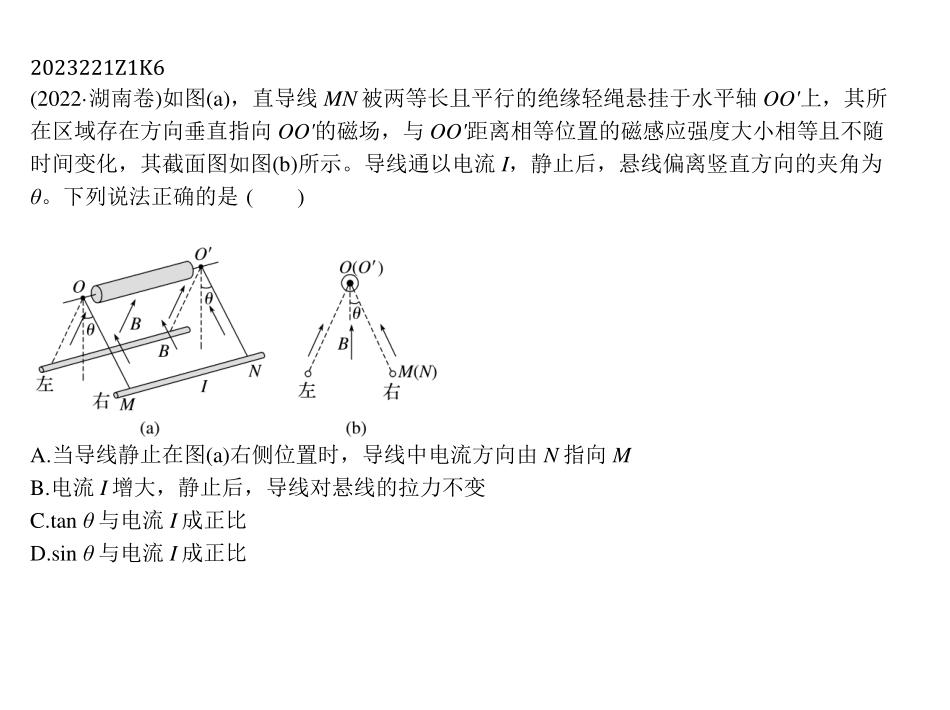 2023221Z1K6
(2022·湖南卷)如图(a)，直导线 MN 被两等长且平行的绝缘轻绳悬挂于水平轴 OO′上，其所
在区域存在方向垂直指向 OO′的磁场，与 OO′距离相等位置的磁感应强度大小相等且不随
时间变化，其截面图如图(b)所示。导线通以电流 I，静止后，悬线偏离竖直方向的夹角为
θ。下列说法正确的是 (　　)
O′
O
θ
θ
B
B
左
右 M
I
N
(a)
O(O′)
θ
B
M(N)
左
右
(b)
A.当导线静止在图(a)右侧位置时，导线中电流方向由 N 指向 M
B.电流 I 增大，静止后，导线对悬线的拉力不变
C.tan θ 与电流 I 成正比
D.sin θ 与电流 I 成正比